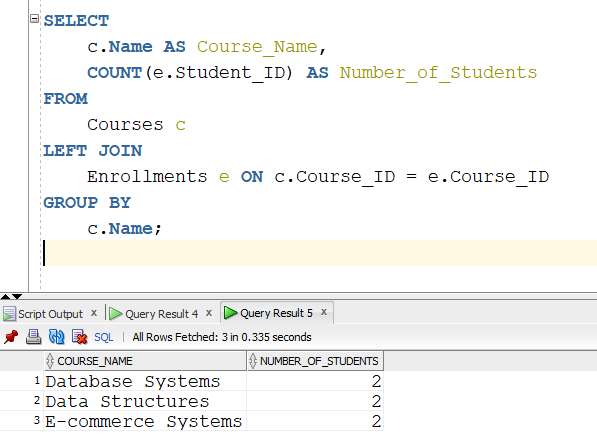 SELECT
c.Name AS Course_Name,
COUNT(e.Student_ID) AS Number_of_Students
FROM
Courses c
LEFT JOIN
Enrollments e ON c.Course_ID = e.Course_ID
GROUP BY
c.Name;
Script Output x Query Result 4 x Query Result 5 x
SQL | All Rows Fetched: 3 in 0.335 seconds
COURSE_NAME NUMBER_OF_STUDENTS
1 Database Systems 2
2 Data Structures 2
3 E-commerce Systems 2